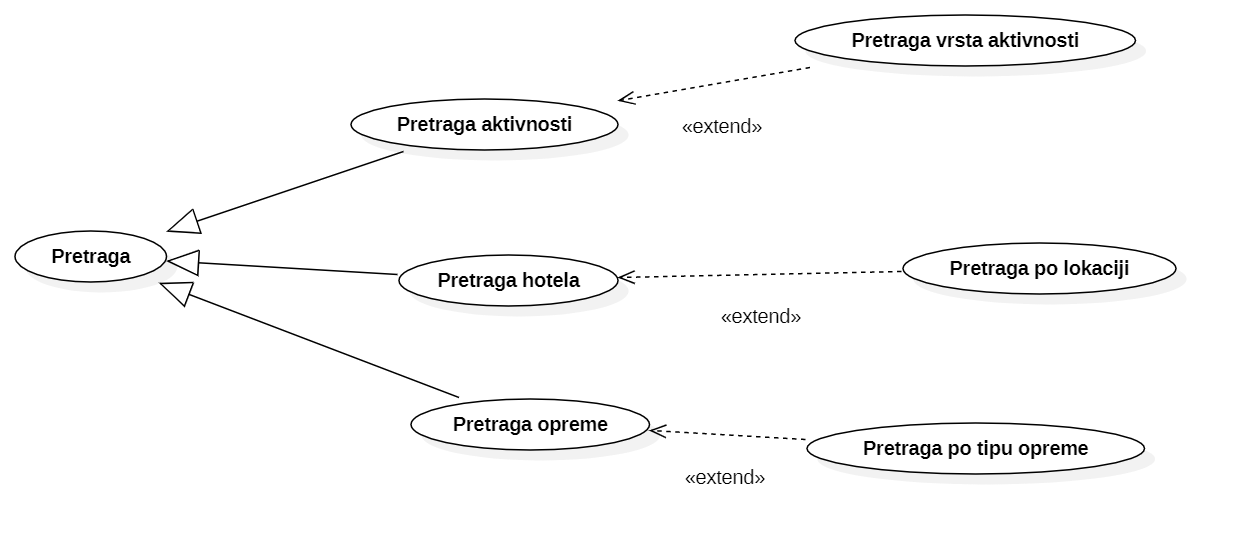 Pretraga vrsta aktivnosti
Pretraga aktivnosti
«extend»
Pretraga
Pretraga hotela
Pretraga po lokaciji
«extend»
Pretraga opreme
Pretraga po tipu opreme
«extend»